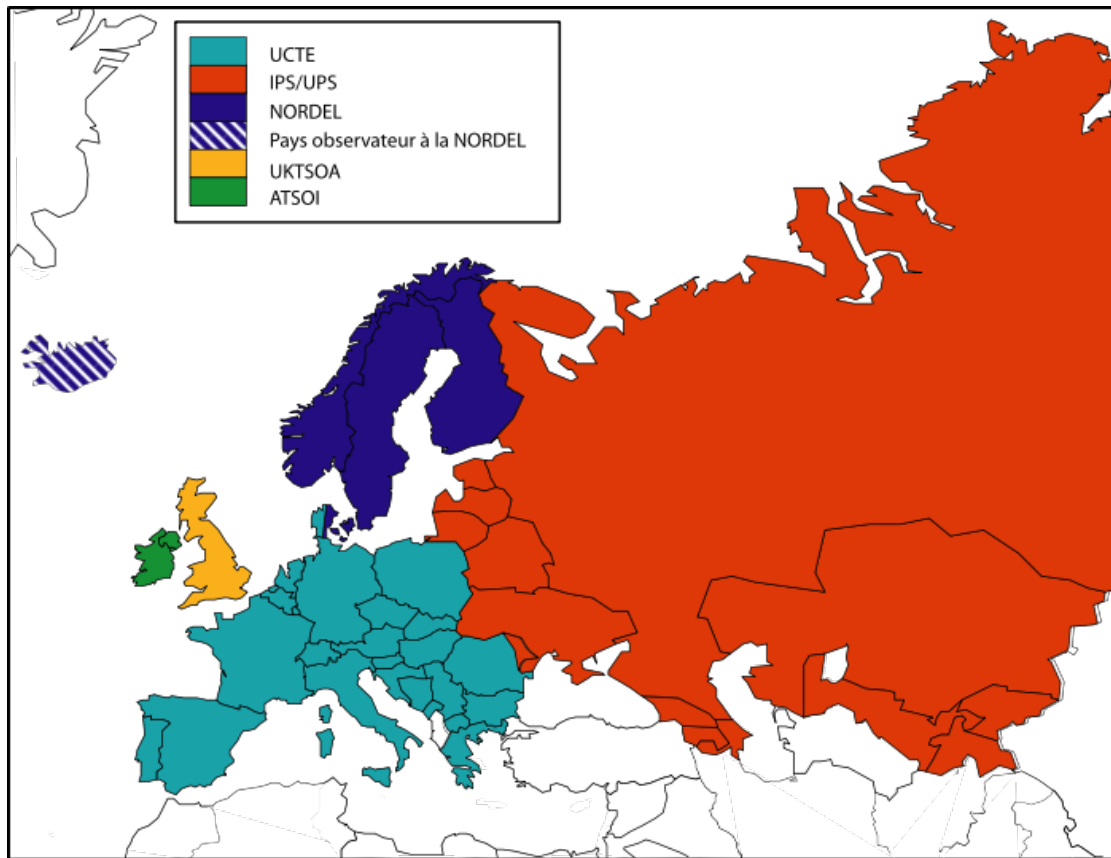 UCTE
IPS/UPS
NORDEL
Pays observateur à la NORDEL
UKTSOA
ATSOI